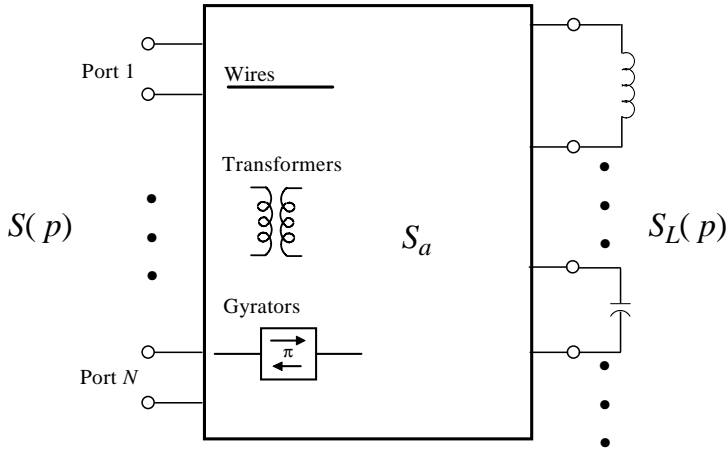 Port 1
Wires
Transformers
S( p)
S_a
S_L( p)
Gyrators
π
Port N